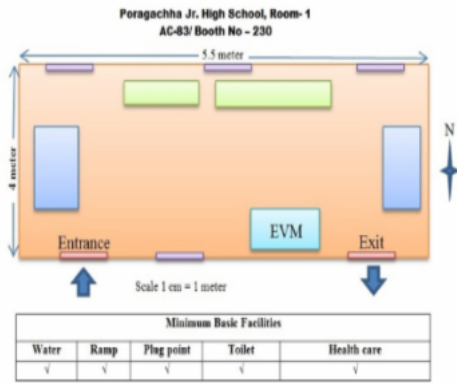 Poragachha Jr. High School, Room- 1
AC-83/ Booth No – 230
5.5 meter
4 meter
N
EVM
Entrance
Exit
Scale 1 cm = 1 meter
Minimum Basic Facilities
Water Ramp Plug point Toilet Health care
√ √ √ √ √